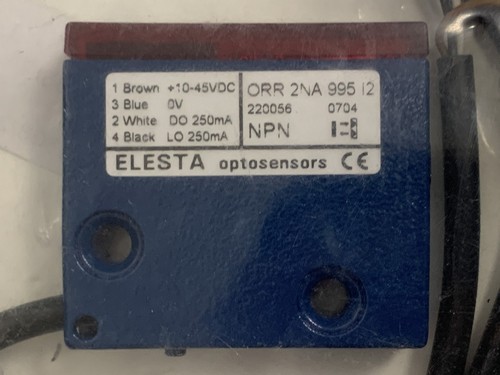 1 Brown +10-45VDC
3 Blue 0V
2 White DO 250mA
4 Black LO 250mA
ORR 2NA 995 i2
220056 0704
NPN
ELESTA optosensors CE